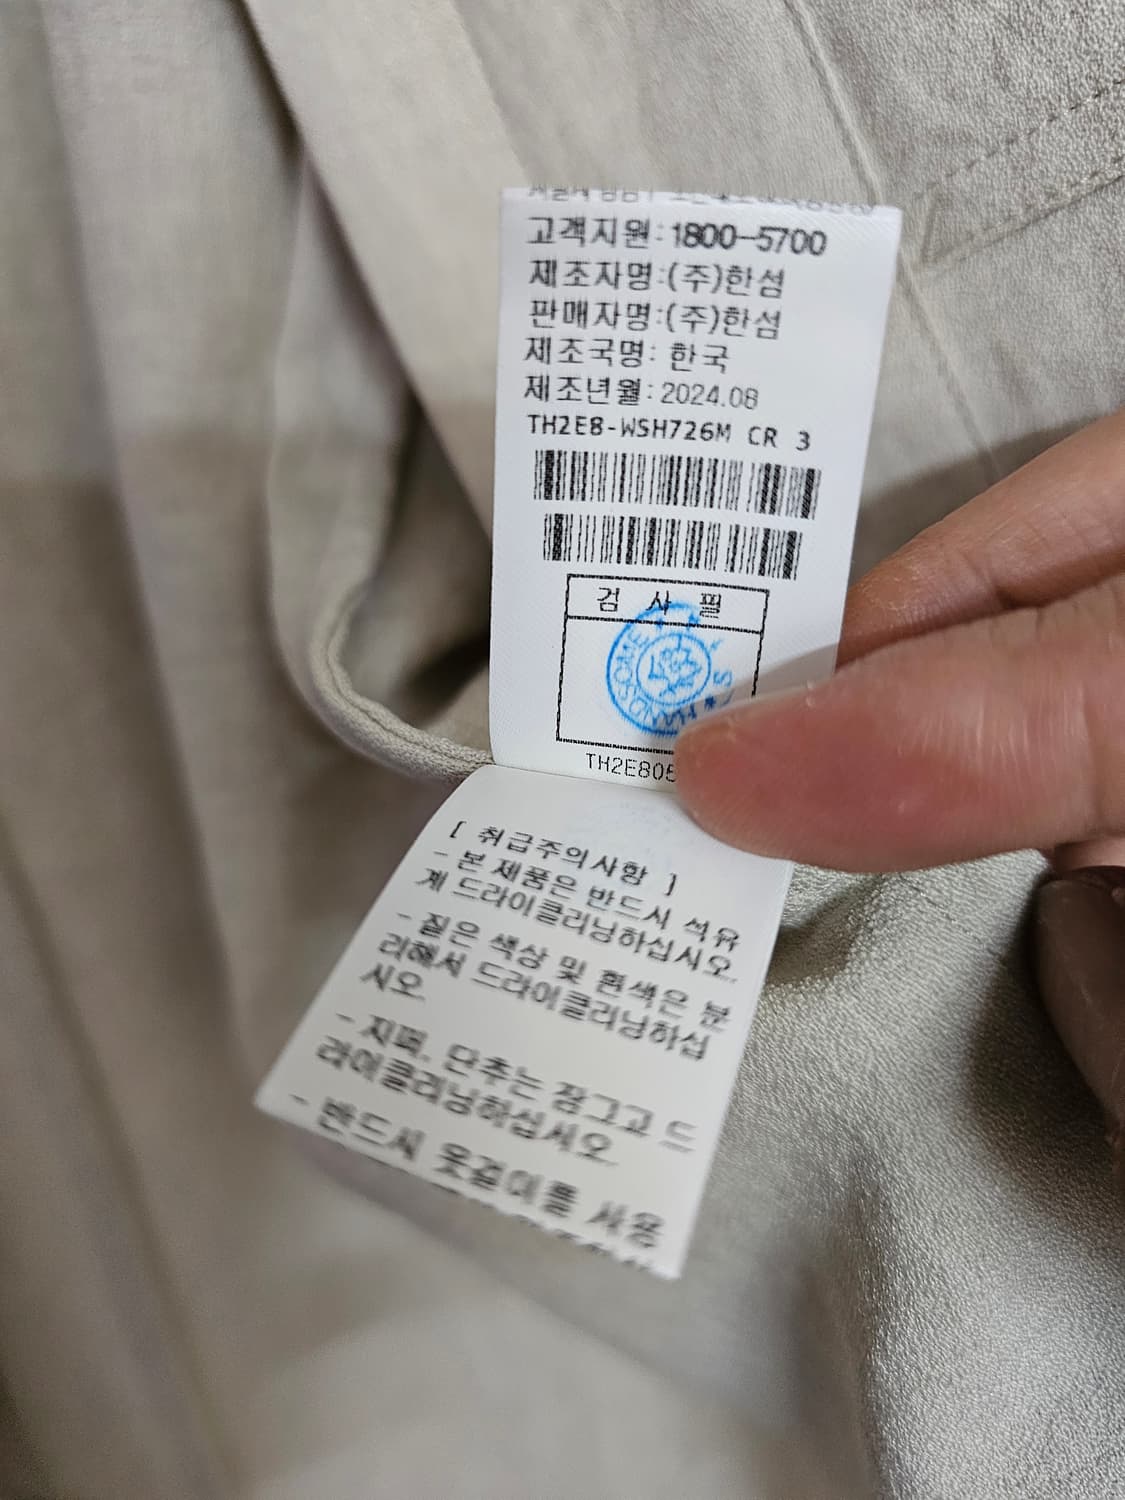 고객지원:1800-5700
제조자명:(주)한섬
판매자명:(주)한섬
제조국명: 한국
제조년월: 2024.08
TH2E8-WSH726M CR 3
검 사 필
HANDSOME
TH2E80
[ 취급주의사항 ]
- 본 제품은 반드시 석유
계 드라이클리닝하십시오.
- 짙은 색상 및 흰색은 분
리해서 드라이클리닝하십
시오.
- 지퍼, 단추는 잠그고 드
라이클리닝하십시오.
- 반드시 옷걸이를 사용